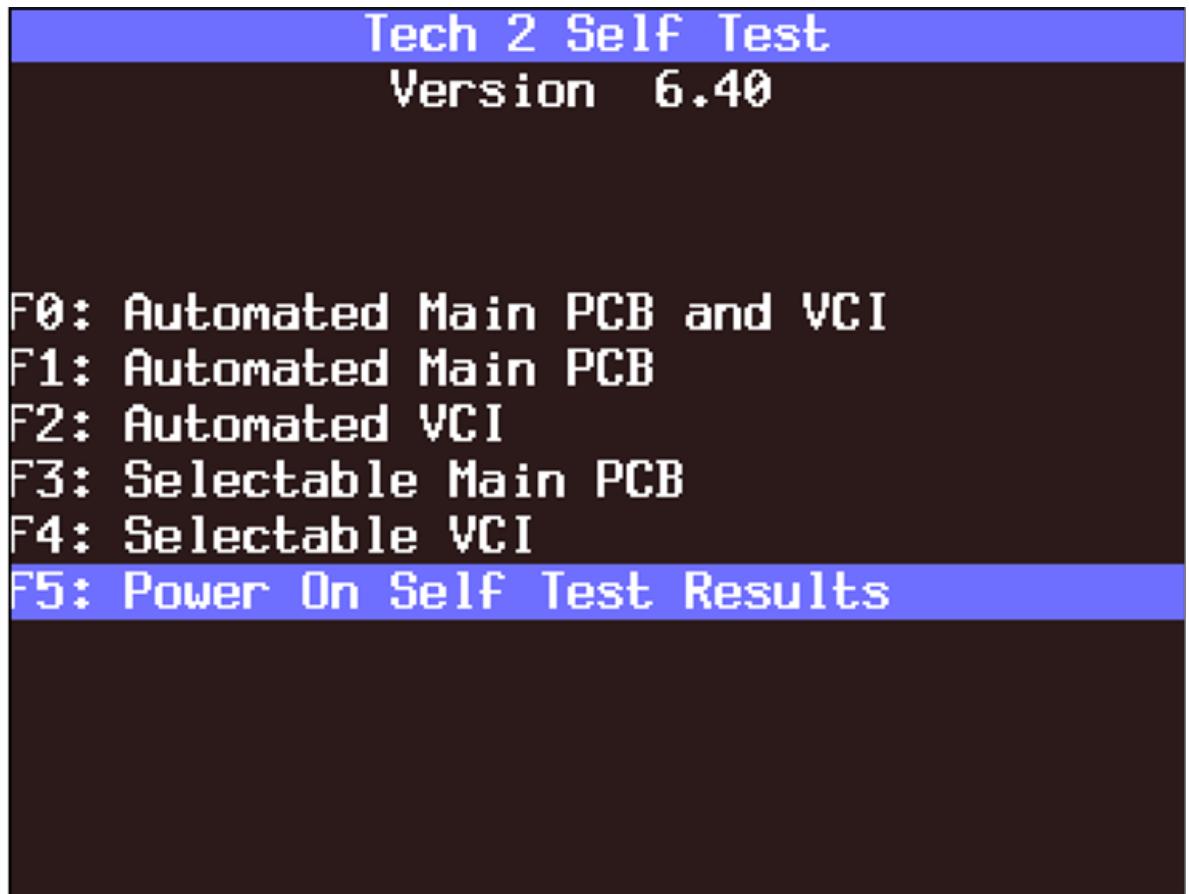 Tech 2 Self Test
Version 6.40
F0: Automated Main PCB and VCI
F1: Automated Main PCB
F2: Automated VCI
F3: Selectable Main PCB
F4: Selectable VCI
F5: Power On Self Test Results